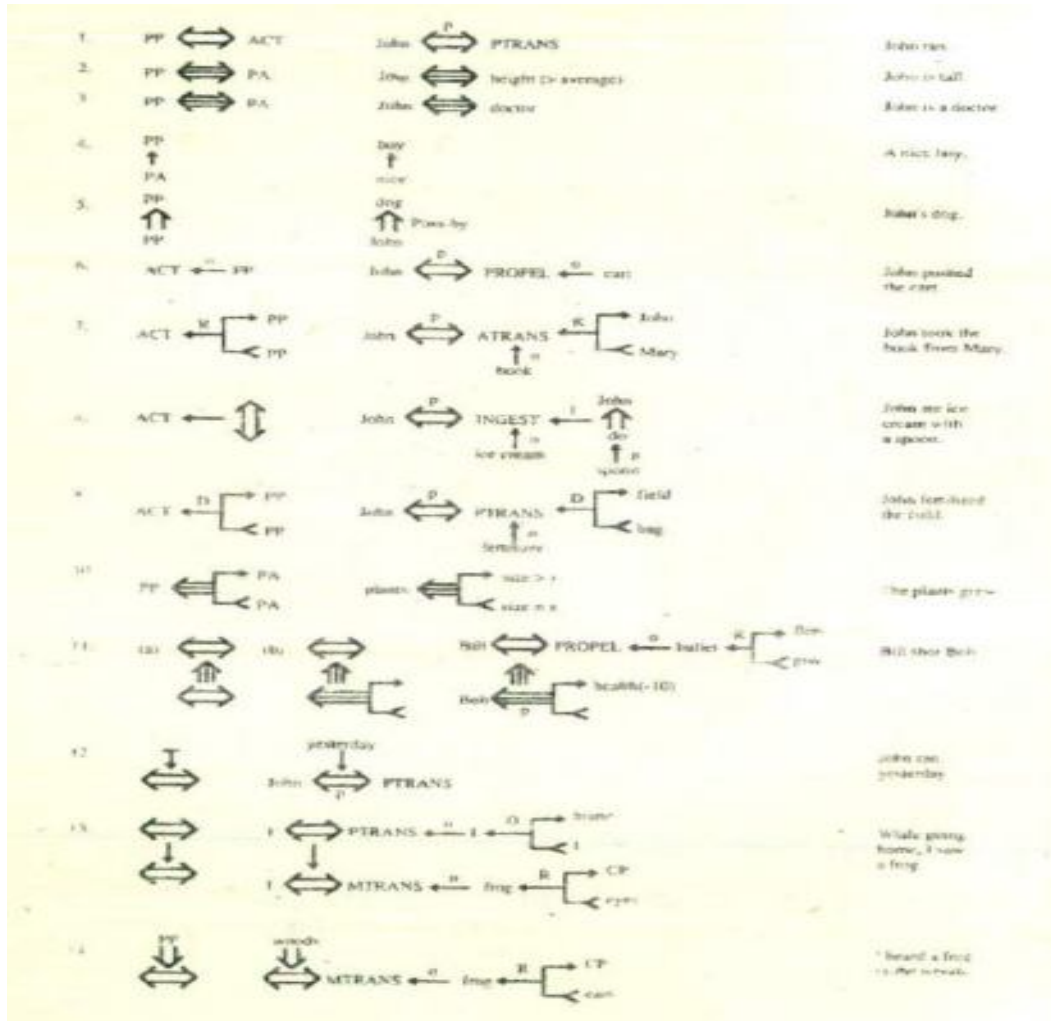 1. PP ACT John P PTRANS John ran.
2. PP PA John height (> average) John is tall.
3. PP PA John doctor John is a doctor.
4. PP boy A nice boy.
PA nice
5. PP dog John's dog.
Poss-by
PP John
6. ACT o PP John P PROPEL o cart John pushed
the cart.
7. ACT R PP PP John P ATRANS R John Mary John took the
o book from Mary.
book
ACT John P INGEST I John John ate ice
o do cream with
ice cream a spoon.
spoon
ACT D PP PP John P PTRANS D field bag John fertilized
o the field.
fertilizer
10. PP PA PA plants size > x The plants grew.
11. (a) (b) Bill PROPEL o bullet R Bob gun Bill shot Bob.
Bob P health(-10)
12. T yesterday John ran
John P PTRANS yesterday.
13. I PTRANS o I D home I While going
home, I saw
I MTRANS o frog R CP eyes a frog.
14. PP woods I heard a frog
MTRANS o frog R CP ears in the woods.